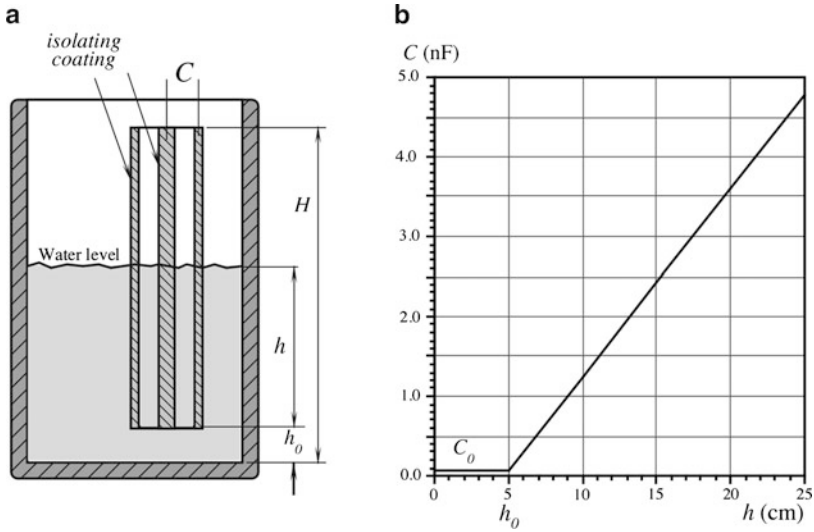 a
isolating
coating
C
H
Water level
h
h0
b
C (nF)
5.0
4.0
3.0
2.0
1.0
0.0
C0
0 5 10 15 20 25
h0
h (cm)